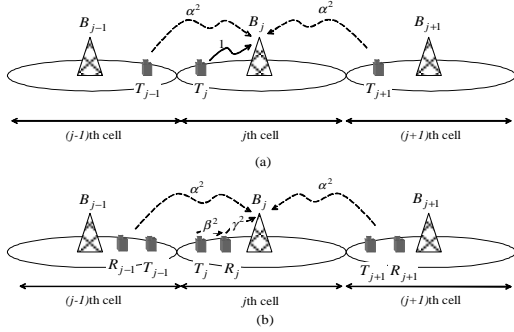 α² α²
B_{j−1} B_j B_{j+1}
1
T_{j−1} T_j T_{j+1}
(j-1)th cell jth cell (j+1)th cell
(a)
α² α²
B_{j−1} B_j B_{j+1}
β² γ²
R_{j−1} T_{j−1} T_j R_j T_{j+1} R_{j+1}
(j-1)th cell jth cell (j+1)th cell
(b)